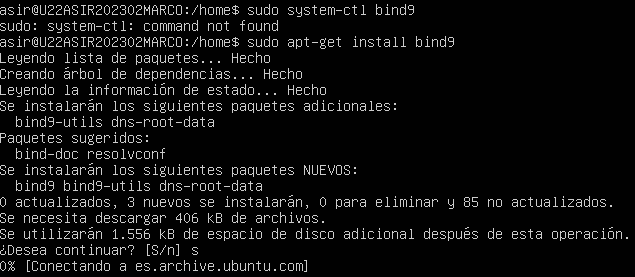 asir@U22ASIR202302MARCO:/home$ sudo system-ctl bind9
sudo: system-ctl: command not found
asir@U22ASIR202302MARCO:/home$ sudo apt-get install bind9
Leyendo lista de paquetes... Hecho
Creando árbol de dependencias... Hecho
Leyendo la información de estado... Hecho
Se instalarán los siguientes paquetes adicionales:
  bind9-utils dns-root-data
Paquetes sugeridos:
  bind-doc resolvconf
Se instalarán los siguientes paquetes NUEVOS:
  bind9 bind9-utils dns-root-data
0 actualizados, 3 nuevos se instalarán, 0 para eliminar y 85 no actualizados.
Se necesita descargar 406 kB de archivos.
Se utilizarán 1.556 kB de espacio de disco adicional después de esta operación.
¿Desea continuar? [S/n] s
0% [Conectando a es.archive.ubuntu.com]